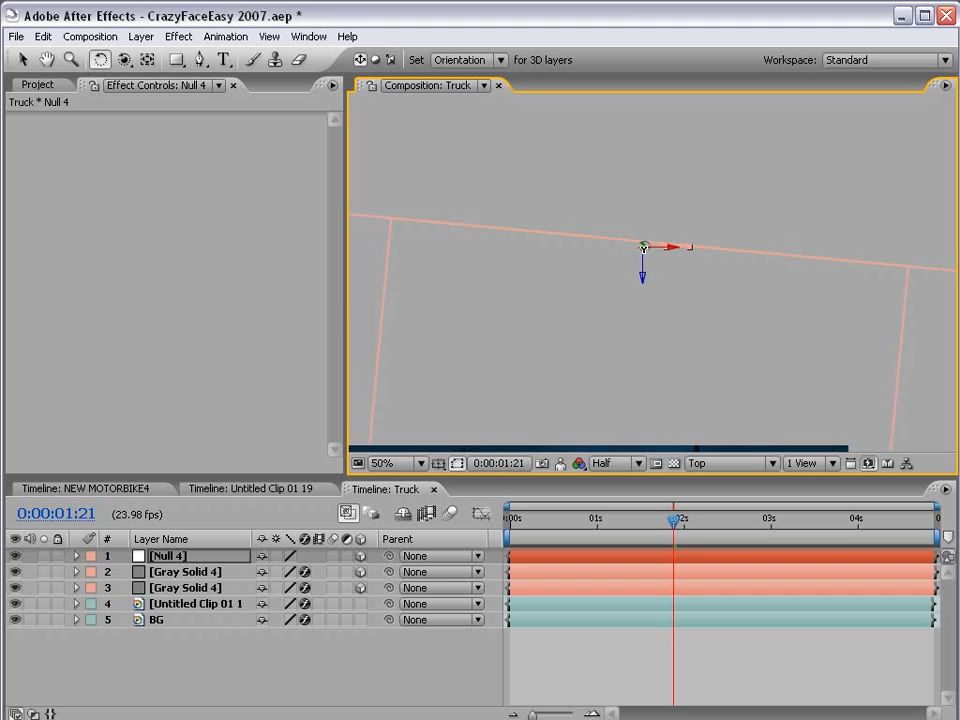 Adobe After Effects - CrazyFaceEasy 2007.aep *
File Edit Composition Layer Effect Animation View Window Help
T Set Orientation for 3D layers Workspace: Standard
Project Effect Controls: Null 4 Composition: Truck
Truck * Null 4
50% 0:00:01:21 Half Top 1 View
Timeline: NEW MOTORBIKE4 Timeline: Untitled Clip 01 19 Timeline: Truck
0:00:01:21 (23.98 fps)
:00s 01s 02s 03s 04s
# Layer Name Parent
1 [Null 4] None
2 [Gray Solid 4] None
3 [Gray Solid 4] None
4 [Untitled Clip 01 1 None
5 BG None